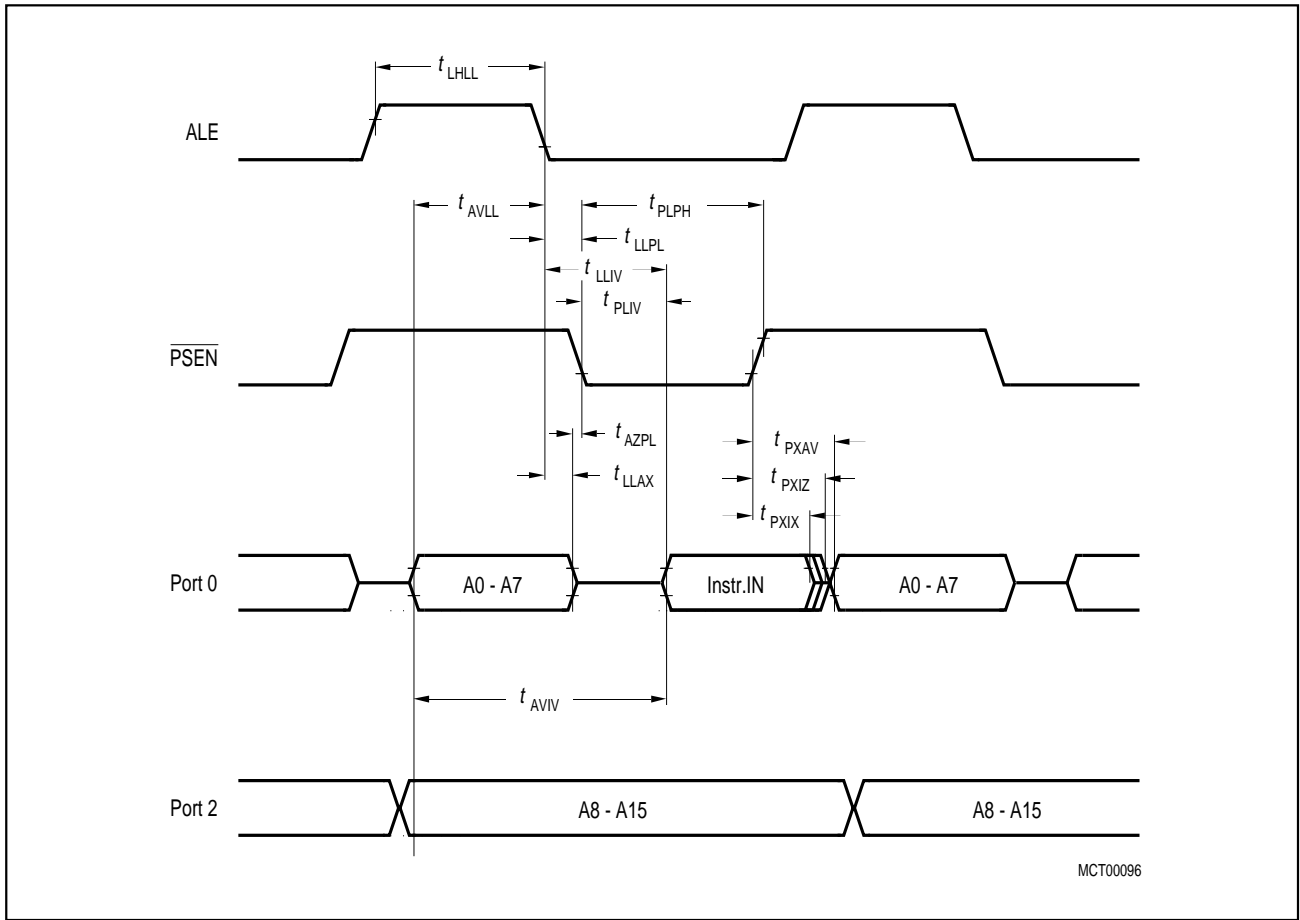 t LHLL
ALE
t AVLL t PLPH
t LLPL
t LLIV
t PLIV
PSEN
t AZPL t PXAV
t LLAX t PXIZ
t PXIX
Port 0 A0 - A7 Instr.IN A0 - A7
t AVIV
Port 2 A8 - A15 A8 - A15
MCT00096